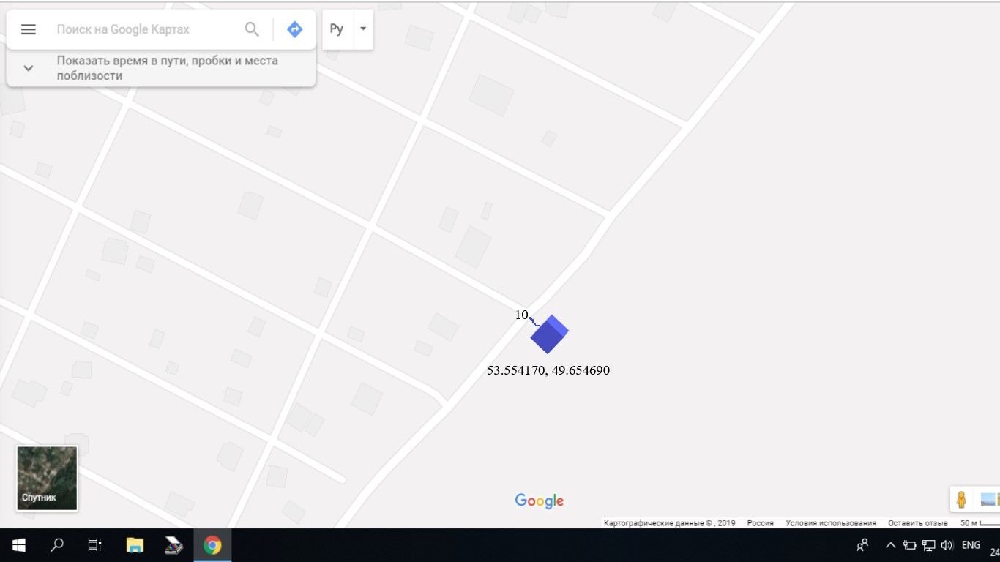 Поиск на Google Картах
Ру
Показать время в пути, пробки и места
поблизости
10
53.554170, 49.654690
Спутник
Google
Картографические данные © , 2019 Россия Условия использования Оставить отзыв 50 м
ENG
24